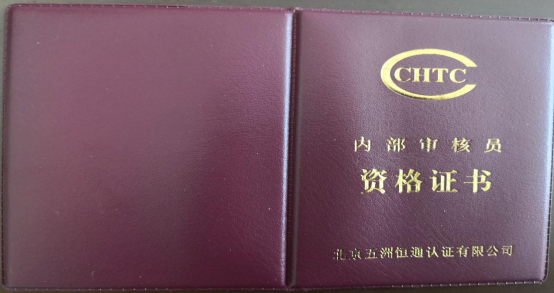 CHTC
内部审核员
资格证书
北京五洲恒通认证有限公司